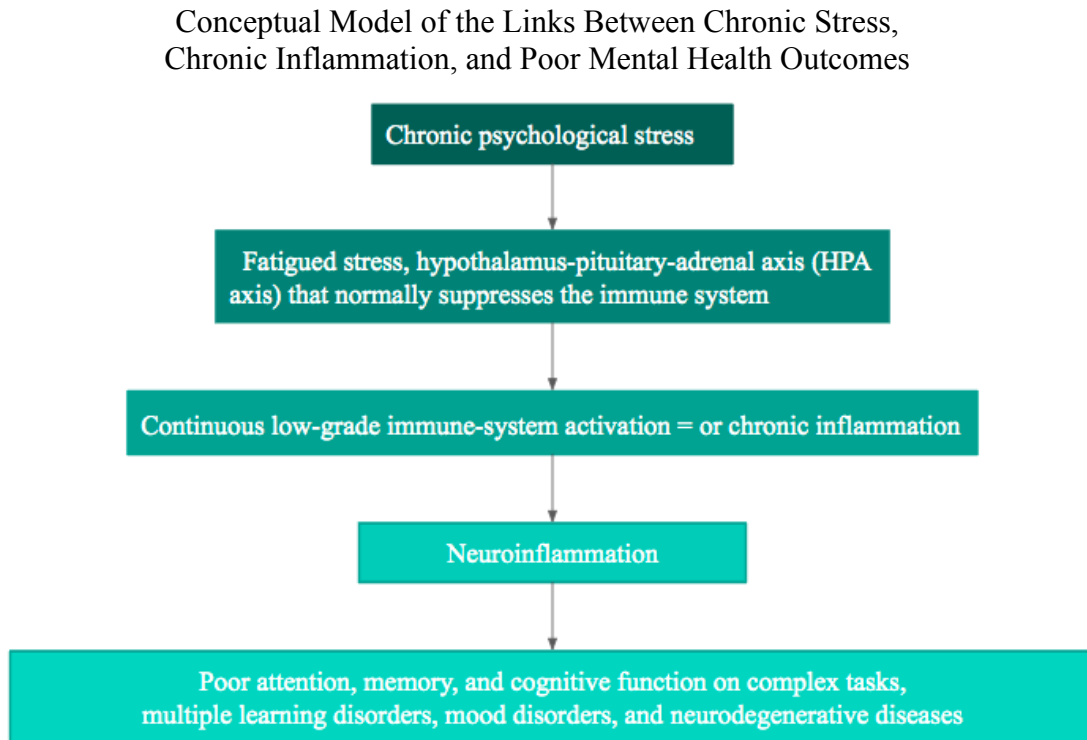 Conceptual Model of the Links Between Chronic Stress,
Chronic Inflammation, and Poor Mental Health Outcomes
Chronic psychological stress
Fatigued stress, hypothalamus-pituitary-adrenal axis (HPA
axis) that normally suppresses the immune system
Continuous low-grade immune-system activation = or chronic inflammation
Neuroinflammation
Poor attention, memory, and cognitive function on complex tasks,
multiple learning disorders, mood disorders, and neurodegenerative diseases